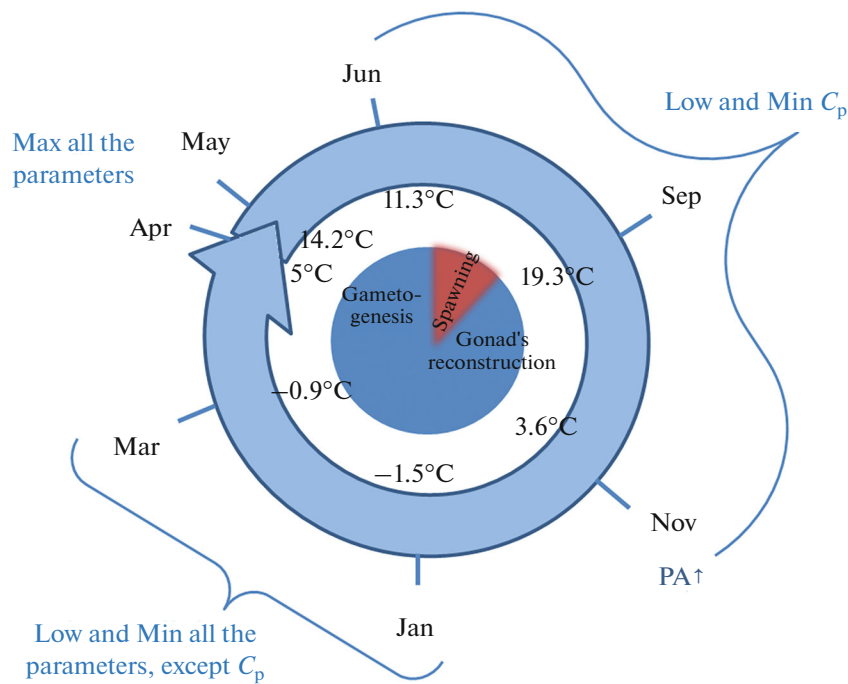 Jun
Low and Min Cp
May
Max all the
parameters
Sep
Apr
11.3°C
14.2°C
5°C
19.3°C
Spawning
Gameto-
genesis
Gonad's
reconstruction
−0.9°C
3.6°C
Mar
−1.5°C
Nov
PA↑
Jan
Low and Min all the
parameters, except Cp